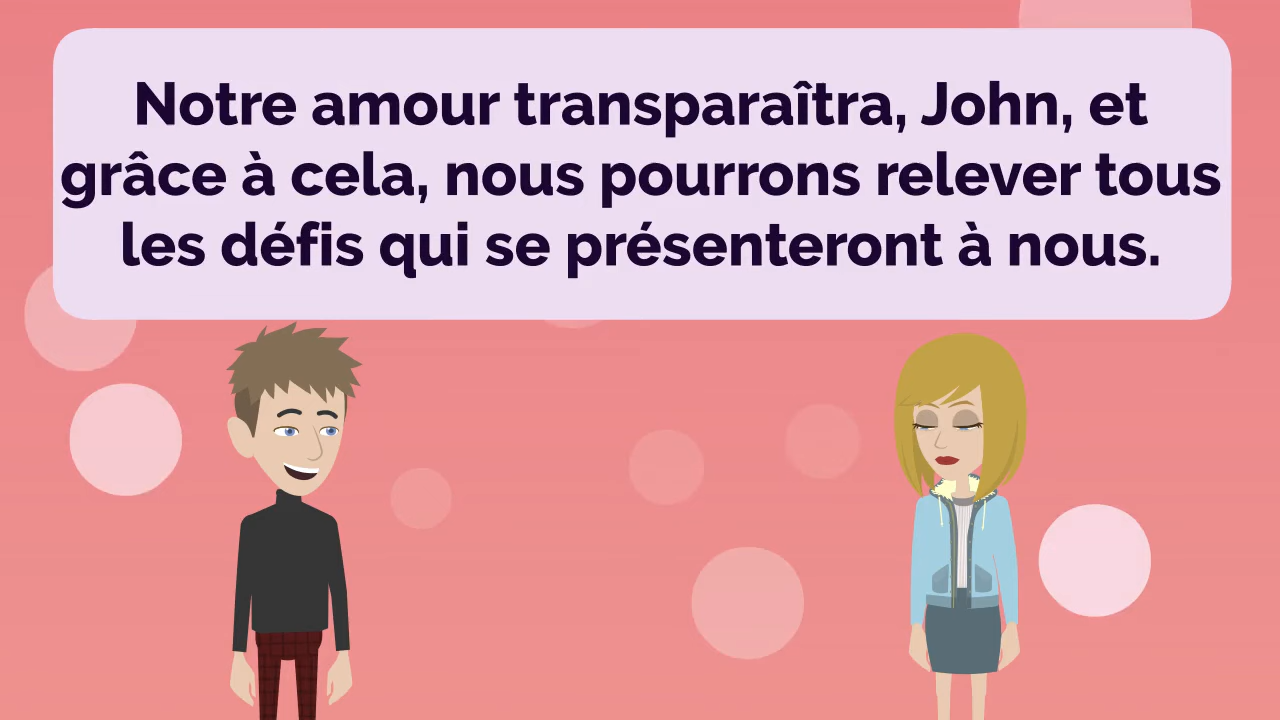 Notre amour transparaîtra, John, et
grâce à cela, nous pourrons relever tous
les défis qui se présenteront à nous.